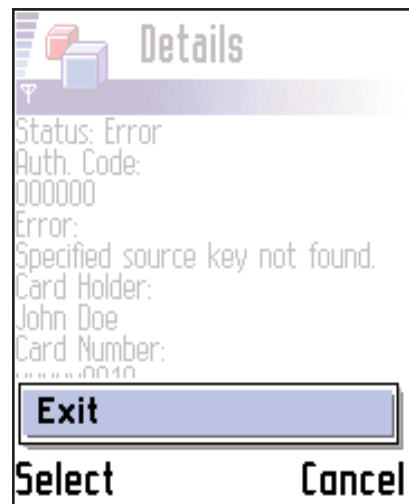 Details
Status: Error
Auth. Code:
000000
Error:
Specified source key not found.
Card Holder:
John Doe
Card Number:
Exit
Select Cancel